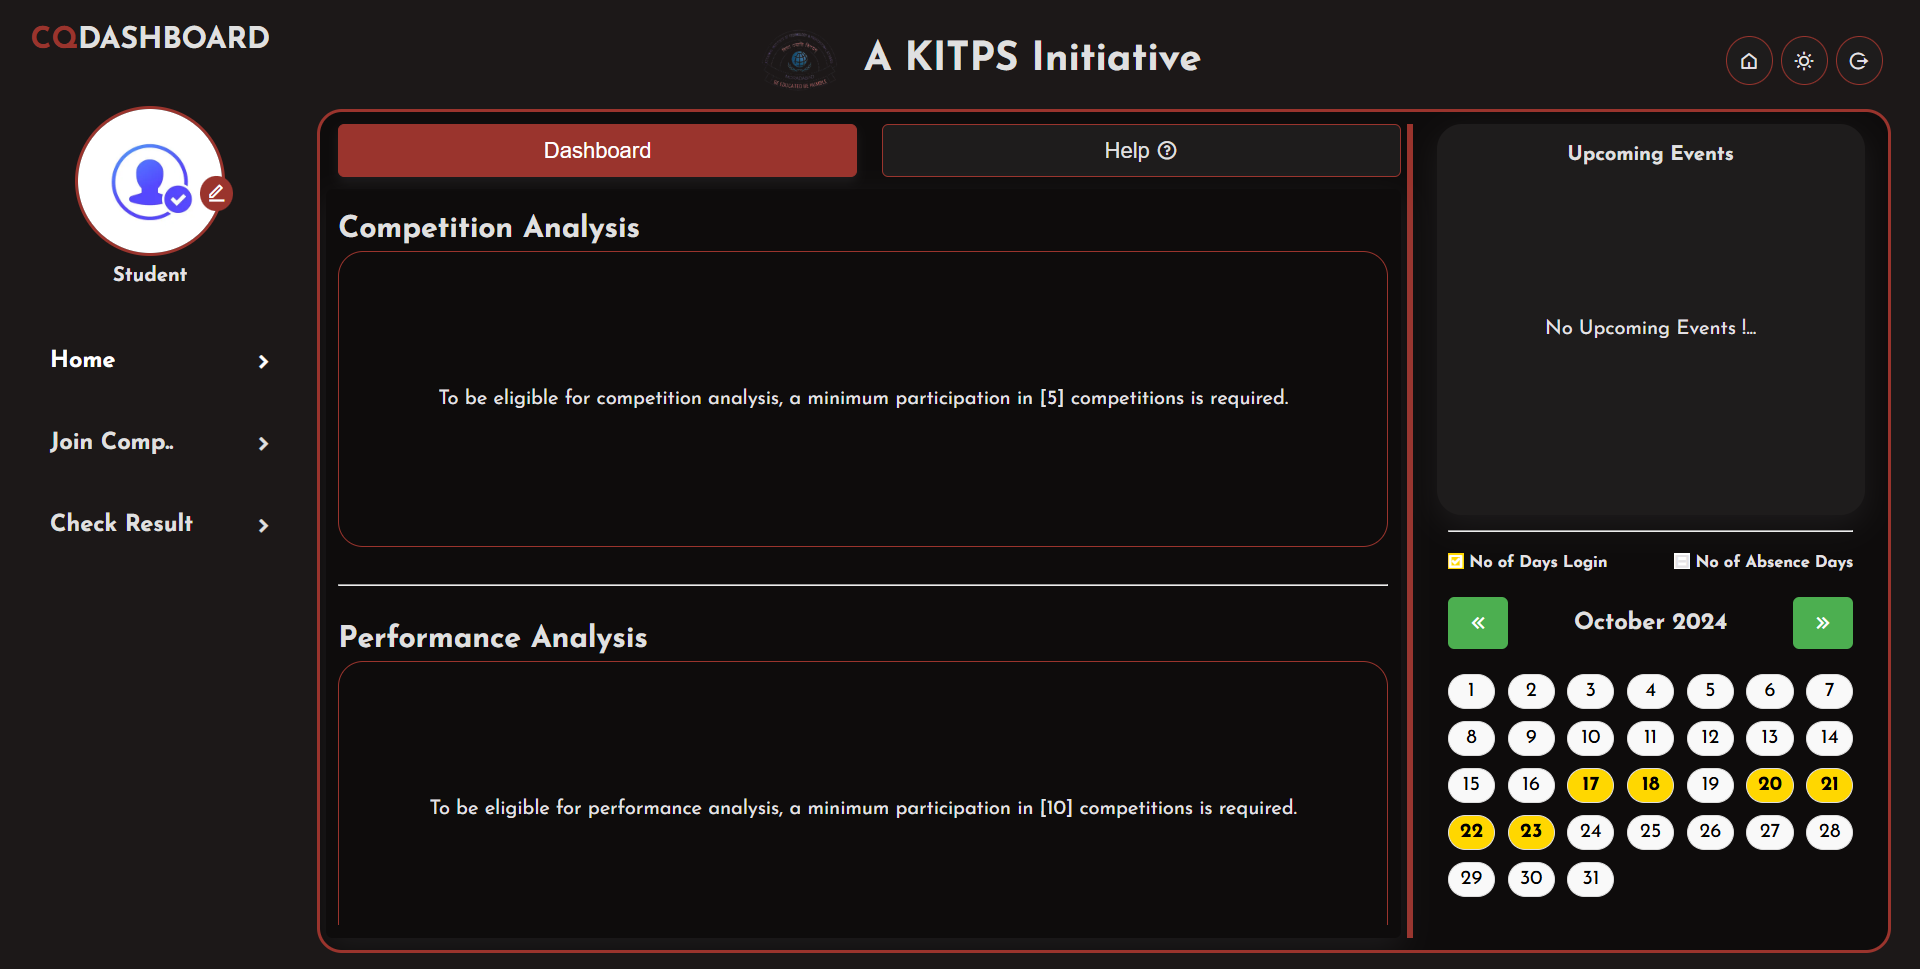 CQDASHBOARD
A KITPS Initiative
Student
Home
Join Comp..
Check Result
Dashboard
Help
Competition Analysis
To be eligible for competition analysis, a minimum participation in [5] competitions is required.
Performance Analysis
To be eligible for performance analysis, a minimum participation in [10] competitions is required.
Upcoming Events
No Upcoming Events !...
No of Days Login No of Absence Days
« October 2024 »
1 2 3 4 5 6 7
8 9 10 11 12 13 14
15 16 17 18 19 20 21
22 23 24 25 26 27 28
29 30 31